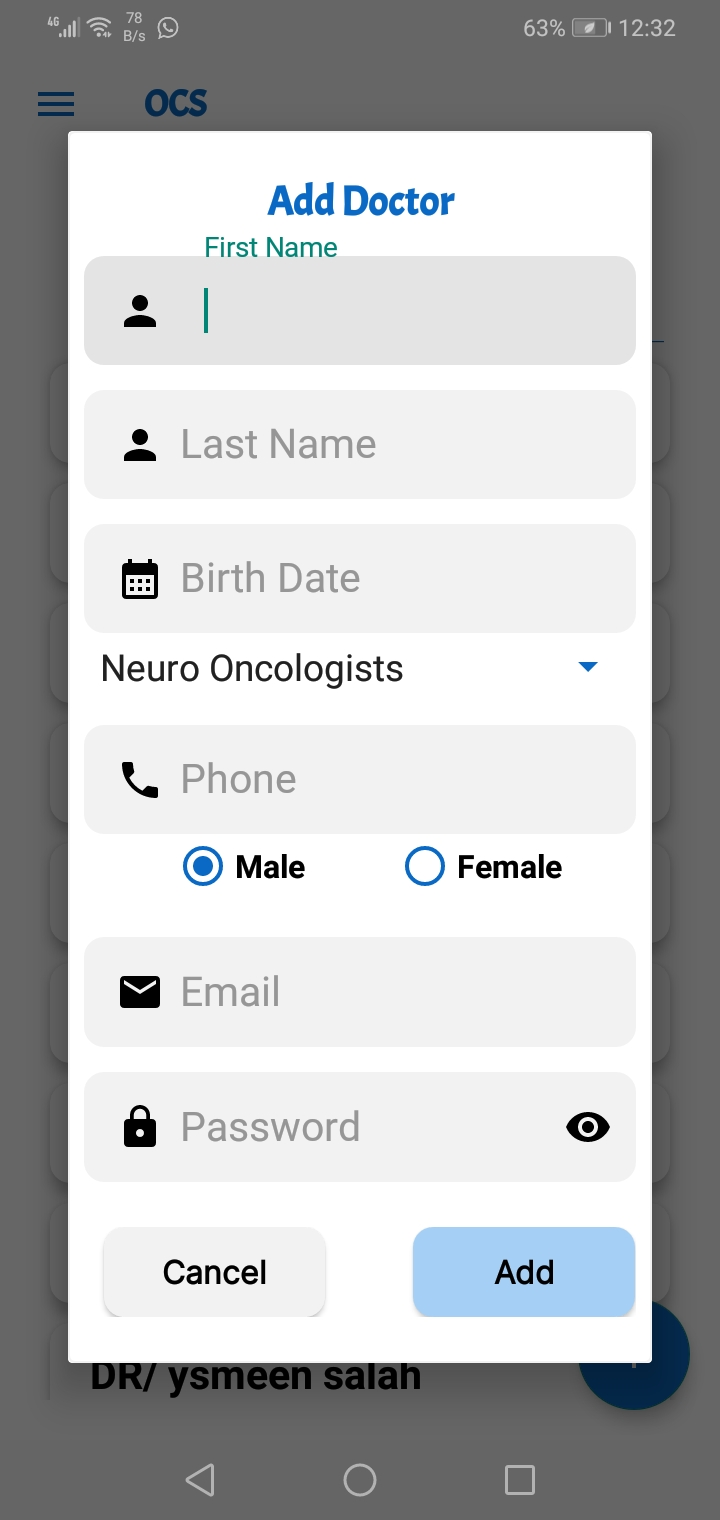 4G 78 B/s 63% 12:32
OCS
Add Doctor
First Name
Last Name
Birth Date
Neuro Oncologists
Phone
Male Female
Email
Password
Cancel Add
DR/ ysmeen salah